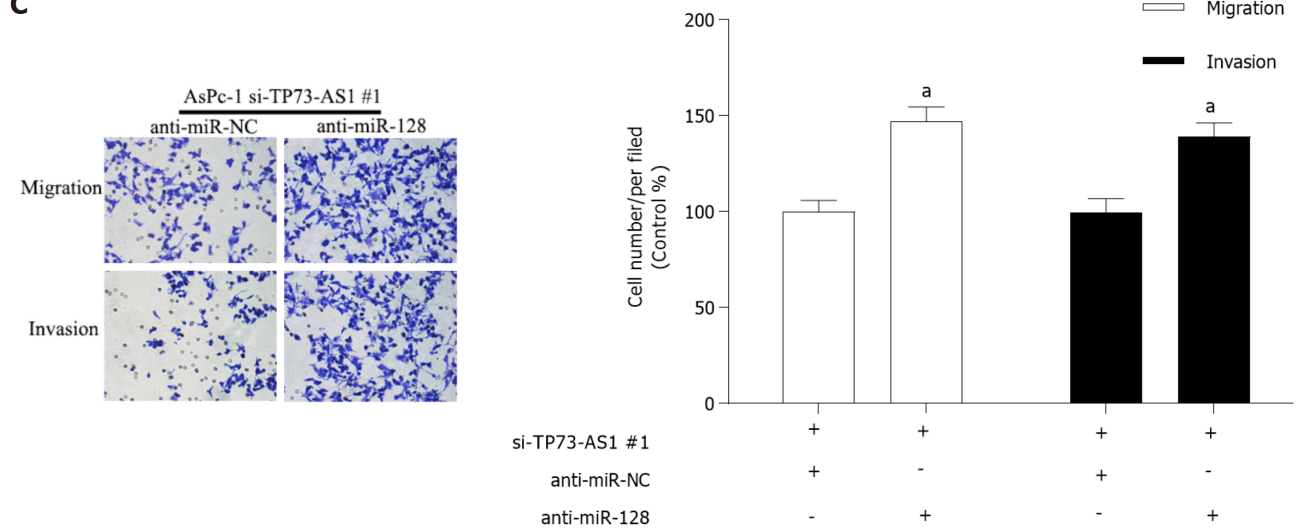 C
AsPc-1 si-TP73-AS1 #1
anti-miR-NC anti-miR-128
Migration
Invasion
Migration
Invasion
Cell number/per filed
(Control %)
200
150
100
50
0
a
a
si-TP73-AS1 #1 + + + +
anti-miR-NC + - + -
anti-miR-128 - + - +